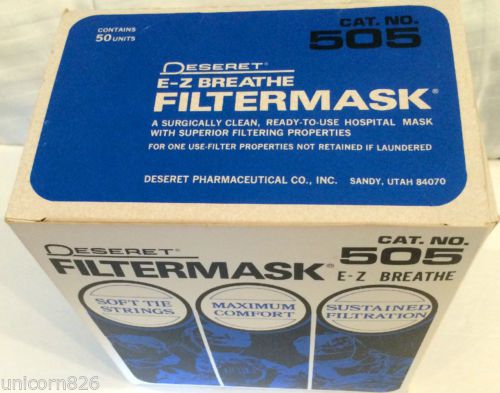 CONTAINS
50 UNITS
CAT. NO.
505
DESERET®
E-Z BREATHE
FILTERMASK®
A SURGICALLY CLEAN, READY-TO-USE HOSPITAL MASK
WITH SUPERIOR FILTERING PROPERTIES
FOR ONE USE-FILTER PROPERTIES NOT RETAINED IF LAUNDERED
DESERET PHARMACEUTICAL CO., INC. SANDY, UTAH 84070
DESERET®
FILTERMASK®
CAT. NO.
505
E-Z BREATHE
SOFT TIE
STRINGS
MAXIMUM
COMFORT
SUSTAINED
FILTRATION
unicorn826